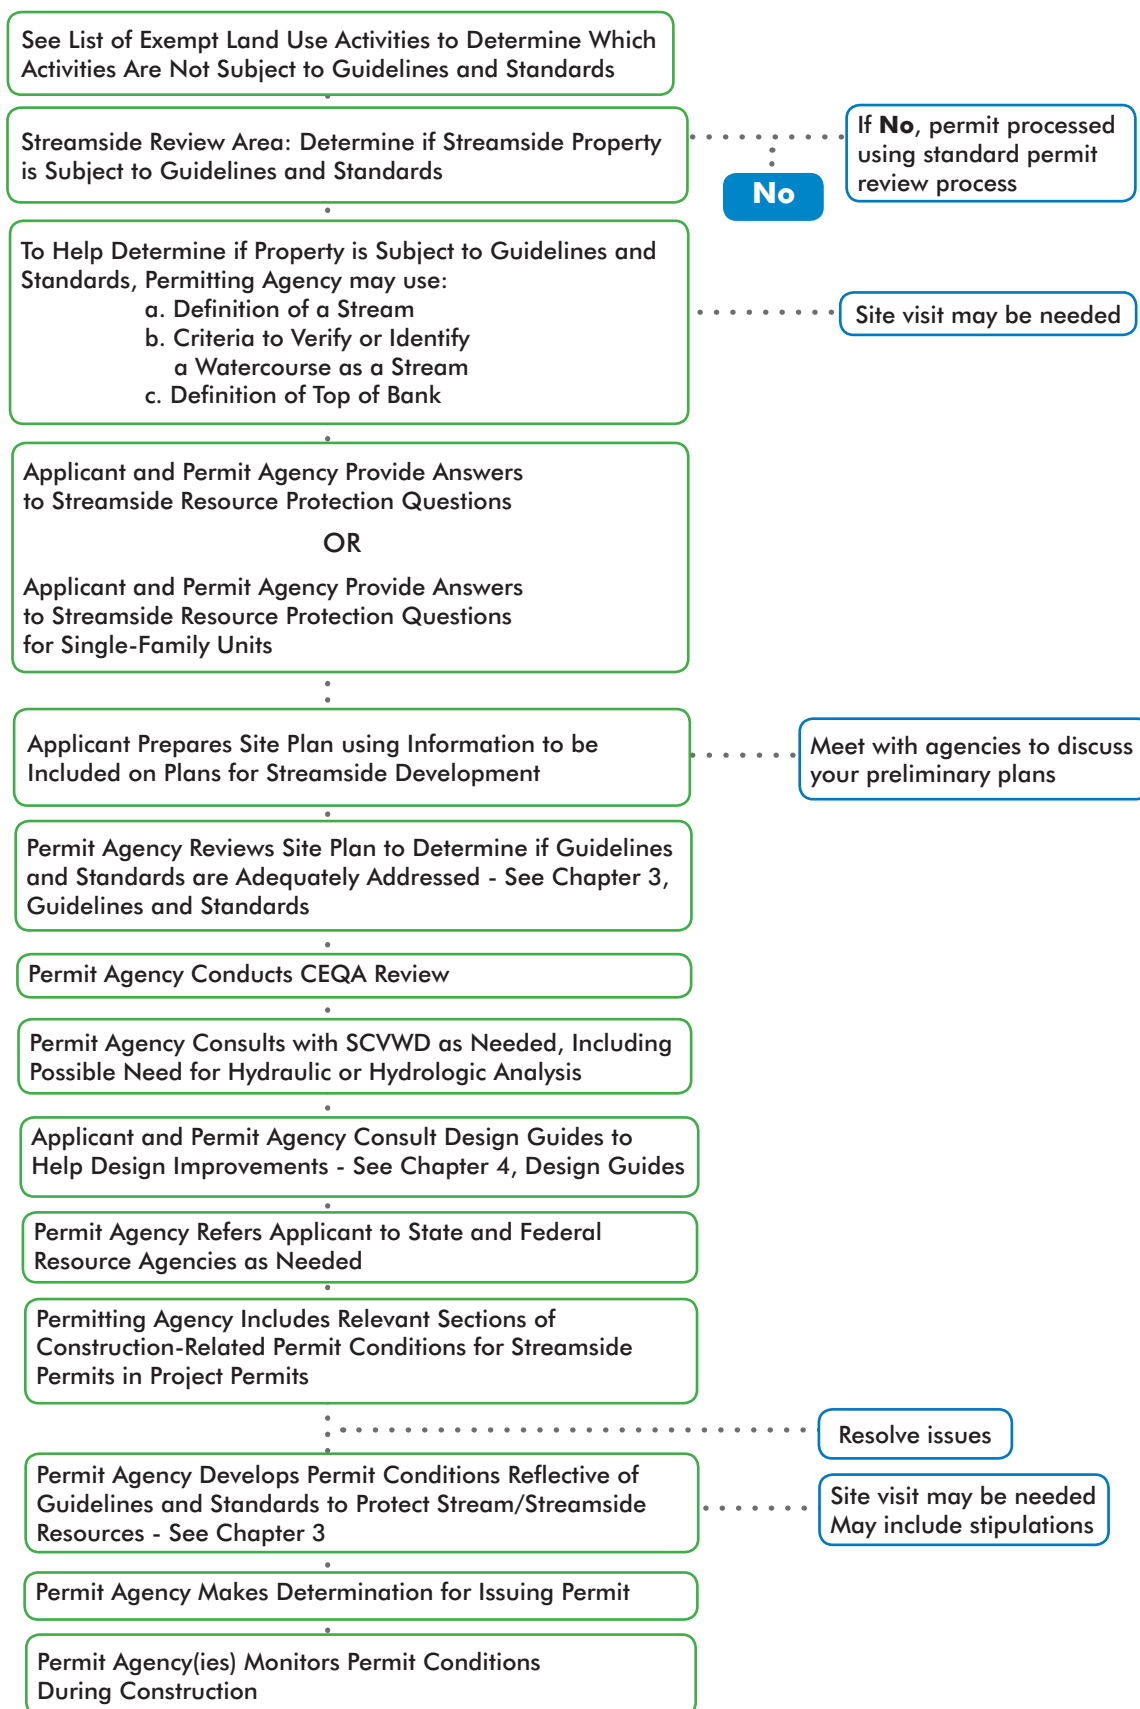 See List of Exempt Land Use Activities to Determine Which
Activities Are Not Subject to Guidelines and Standards
Streamside Review Area: Determine if Streamside Property
is Subject to Guidelines and Standards
No
If No, permit processed
using standard permit
review process
To Help Determine if Property is Subject to Guidelines and
Standards, Permitting Agency may use:
a. Definition of a Stream
b. Criteria to Verify or Identify
a Watercourse as a Stream
c. Definition of Top of Bank
Site visit may be needed
Applicant and Permit Agency Provide Answers
to Streamside Resource Protection Questions
OR
Applicant and Permit Agency Provide Answers
to Streamside Resource Protection Questions
for Single-Family Units
Applicant Prepares Site Plan using Information to be
Included on Plans for Streamside Development
Meet with agencies to discuss
your preliminary plans
Permit Agency Reviews Site Plan to Determine if Guidelines
and Standards are Adequately Addressed - See Chapter 3,
Guidelines and Standards
Permit Agency Conducts CEQA Review
Permit Agency Consults with SCVWD as Needed, Including
Possible Need for Hydraulic or Hydrologic Analysis
Applicant and Permit Agency Consult Design Guides to
Help Design Improvements - See Chapter 4, Design Guides
Permit Agency Refers Applicant to State and Federal
Resource Agencies as Needed
Permitting Agency Includes Relevant Sections of
Construction-Related Permit Conditions for Streamside
Permits in Project Permits
Resolve issues
Permit Agency Develops Permit Conditions Reflective of
Guidelines and Standards to Protect Stream/Streamside
Resources - See Chapter 3
Site visit may be needed
May include stipulations
Permit Agency Makes Determination for Issuing Permit
Permit Agency(ies) Monitors Permit Conditions
During Construction